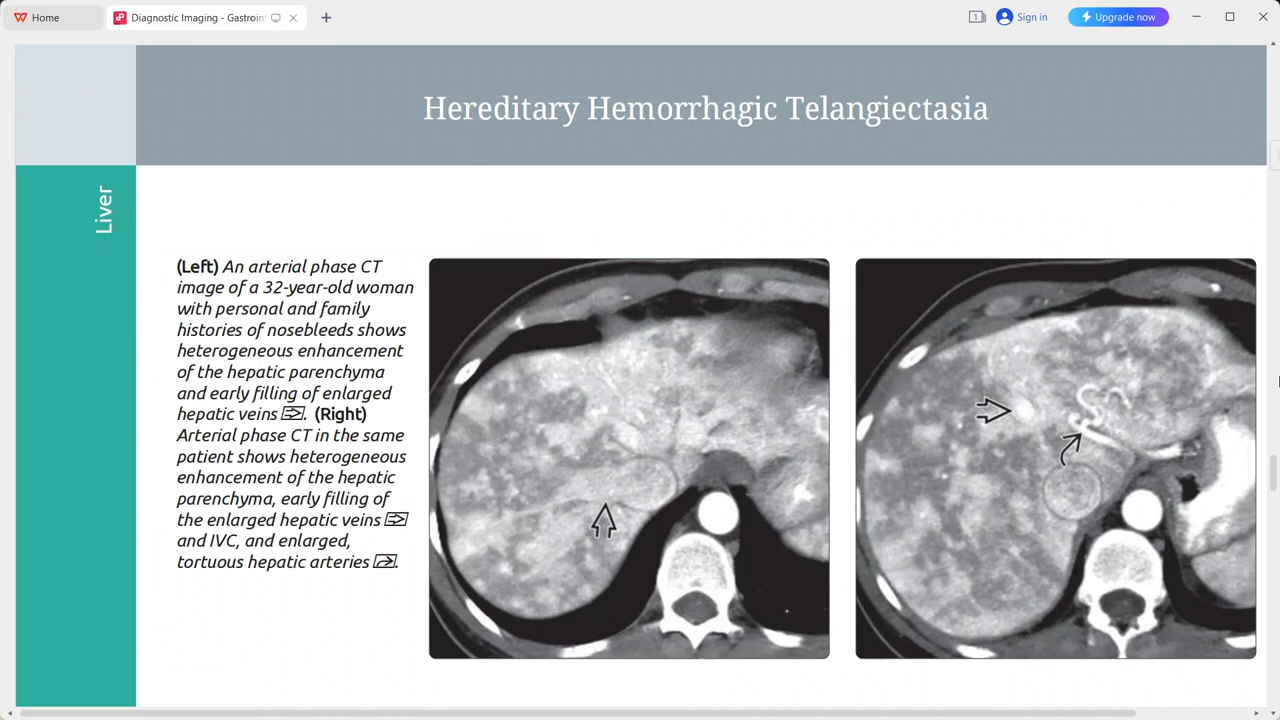 Home
Diagnostic Imaging - Gastroin
1
Sign in
Upgrade now
Hereditary Hemorrhagic Telangiectasia
Liver
(Left) An arterial phase CT
image of a 32-year-old woman
with personal and family
histories of nosebleeds shows
heterogeneous enhancement
of the hepatic parenchyma
and early filling of enlarged
hepatic veins. (Right)
Arterial phase CT in the same
patient shows heterogeneous
enhancement of the hepatic
parenchyma, early filling of
the enlarged hepatic veins
and IVC, and enlarged,
tortuous hepatic arteries.